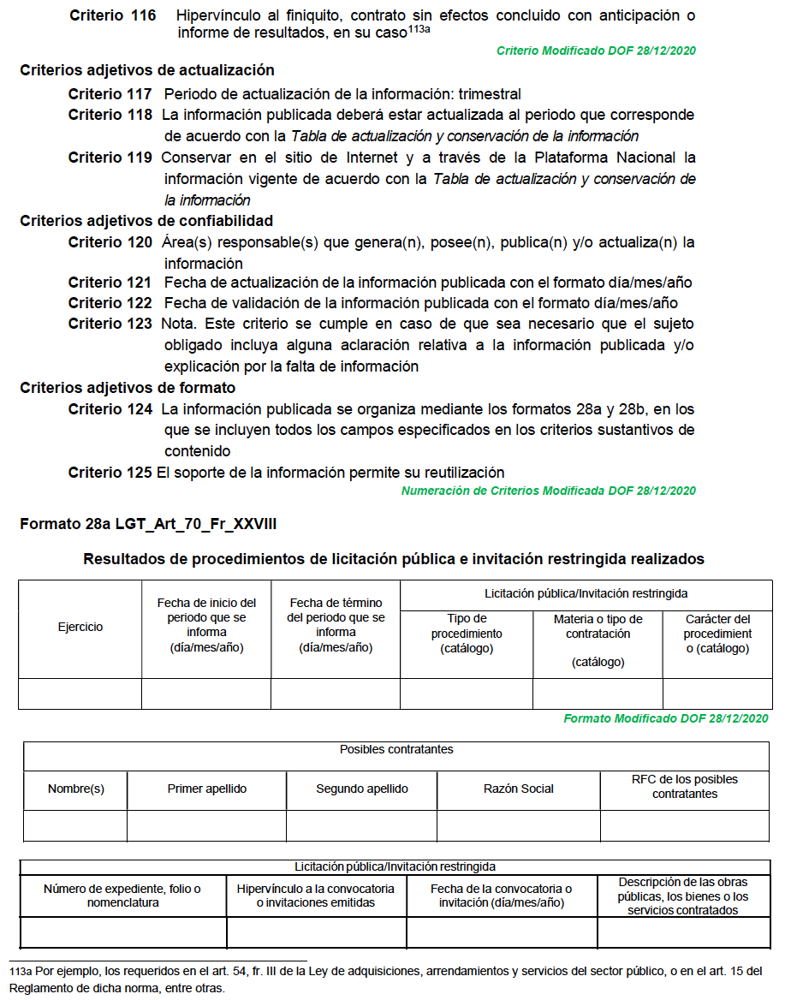 Criterio 116 Hipervínculo al finiquito, contrato sin efectos concluido con anticipación o
informe de resultados, en su caso113a
Criterio Modificado DOF 28/12/2020
Criterios adjetivos de actualización
Criterio 117 Periodo de actualización de la información: trimestral
Criterio 118 La información publicada deberá estar actualizada al periodo que corresponde
de acuerdo con la Tabla de actualización y conservación de la información
Criterio 119 Conservar en el sitio de Internet y a través de la Plataforma Nacional la
información vigente de acuerdo con la Tabla de actualización y conservación de
la información
Criterios adjetivos de confiabilidad
Criterio 120 Área(s) responsable(s) que genera(n), posee(n), publica(n) y/o actualiza(n) la
información
Criterio 121 Fecha de actualización de la información publicada con el formato día/mes/año
Criterio 122 Fecha de validación de la información publicada con el formato día/mes/año
Criterio 123 Nota. Este criterio se cumple en caso de que sea necesario que el sujeto
obligado incluya alguna aclaración relativa a la información publicada y/o
explicación por la falta de información
Criterios adjetivos de formato
Criterio 124 La información publicada se organiza mediante los formatos 28a y 28b, en los
que se incluyen todos los campos especificados en los criterios sustantivos de
contenido
Criterio 125 El soporte de la información permite su reutilización
Numeración de Criterios Modificada DOF 28/12/2020
Formato 28a LGT_Art_70_Fr_XXVIII
Resultados de procedimientos de licitación pública e invitación restringida realizados
Ejercicio
Fecha de inicio del
periodo que se
informa
(día/mes/año)
Fecha de término
del periodo que se
informa
(día/mes/año)
Licitación pública/Invitación restringida
Tipo de
procedimiento
(catálogo)
Materia o tipo de
contratación
(catálogo)
Carácter del
procedimient
o (catálogo)
Formato Modificado DOF 28/12/2020
Posibles contratantes
Nombre(s)
Primer apellido
Segundo apellido
Razón Social
RFC de los posibles
contratantes
Licitación pública/Invitación restringida
Número de expediente, folio o
nomenclatura
Hipervínculo a la convocatoria
o invitaciones emitidas
Fecha de la convocatoria o
invitación (día/mes/año)
Descripción de las obras
públicas, los bienes o los
servicios contratados
113a Por ejemplo, los requeridos en el art. 54, fr. III de la Ley de adquisiciones, arrendamientos y servicios del sector público, o en el art. 15 del
Reglamento de dicha norma, entre otras.